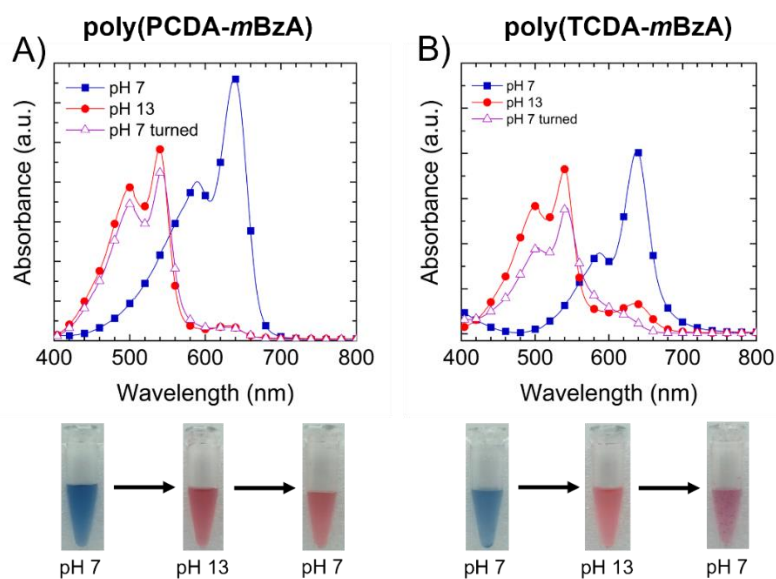 poly(PCDA-mBzA)
A)
pH 7
pH 13
pH 7 turned
Absorbance (a.u.)
400 500 600 700 800
Wavelength (nm)
pH 7 pH 13 pH 7
poly(TCDA-mBzA)
B)
pH 7
pH 13
pH 7 turned
Absorbance (a.u.)
400 500 600 700 800
Wavelength (nm)
pH 7 pH 13 pH 7